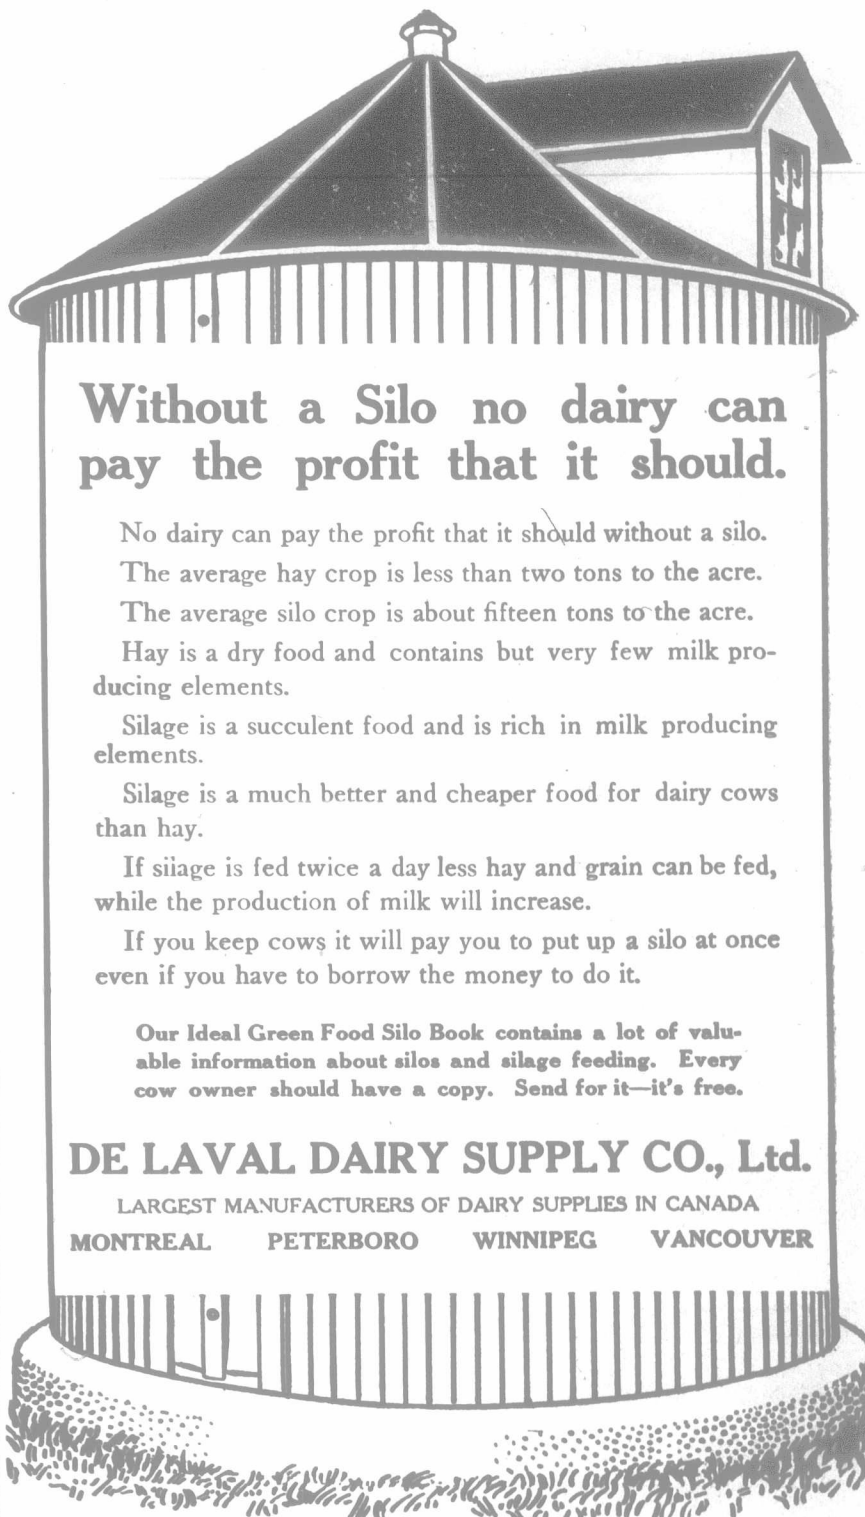 Without a Silo no dairy can
pay the profit that it should.
No dairy can pay the profit that it should without a silo.
The average hay crop is less than two tons to the acre.
The average silo crop is about fifteen tons to the acre.
Hay is a dry food and contains but very few milk pro-
ducing elements.
Silage is a succulent food and is rich in milk producing
elements.
Silage is a much better and cheaper food for dairy cows
than hay.
If silage is fed twice a day less hay and grain can be fed,
while the production of milk will increase.
If you keep cows it will pay you to put up a silo at once
even if you have to borrow the money to do it.
Our Ideal Green Food Silo Book contains a lot of valu-
able information about silos and silage feeding. Every
cow owner should have a copy. Send for it—it's free.
DE LAVAL DAIRY SUPPLY CO., Ltd.
LARGEST MANUFACTURERS OF DAIRY SUPPLIES IN CANADA
MONTREAL PETERBORO WINNIPEG VANCOUVER